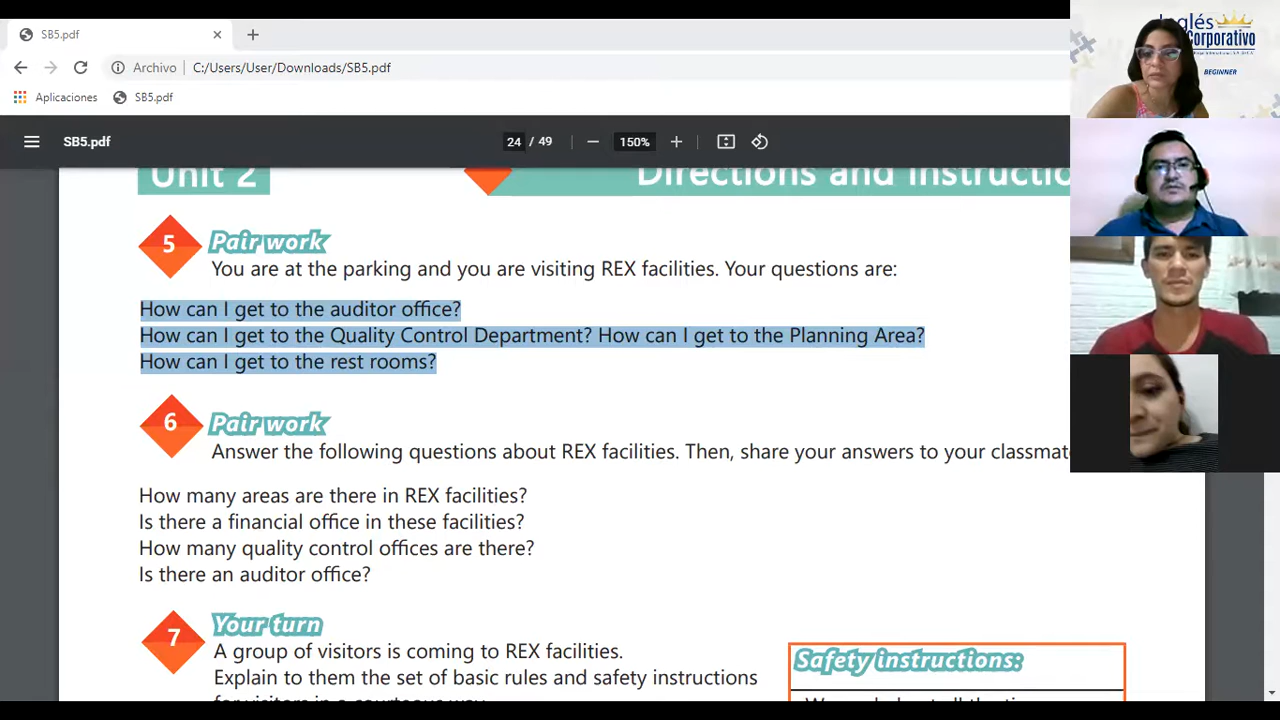 SB5.pdf
Archivo C:/Users/User/Downloads/SB5.pdf
Aplicaciones SB5.pdf
SB5.pdf 24 / 49 150%
Inglés
Corporativo
BEGINNER
Unit 2 Directions and Instructio
5 Pair work
You are at the parking and you are visiting REX facilities. Your questions are:
How can I get to the auditor office?
How can I get to the Quality Control Department? How can I get to the Planning Area?
How can I get to the rest rooms?
6 Pair work
Answer the following questions about REX facilities. Then, share your answers to your classmate
How many areas are there in REX facilities?
Is there a financial office in these facilities?
How many quality control offices are there?
Is there an auditor office?
7 Your turn
A group of visitors is coming to REX facilities.
Explain to them the set of basic rules and safety instructions
for visitors in a courteous way.
Safety instructions: